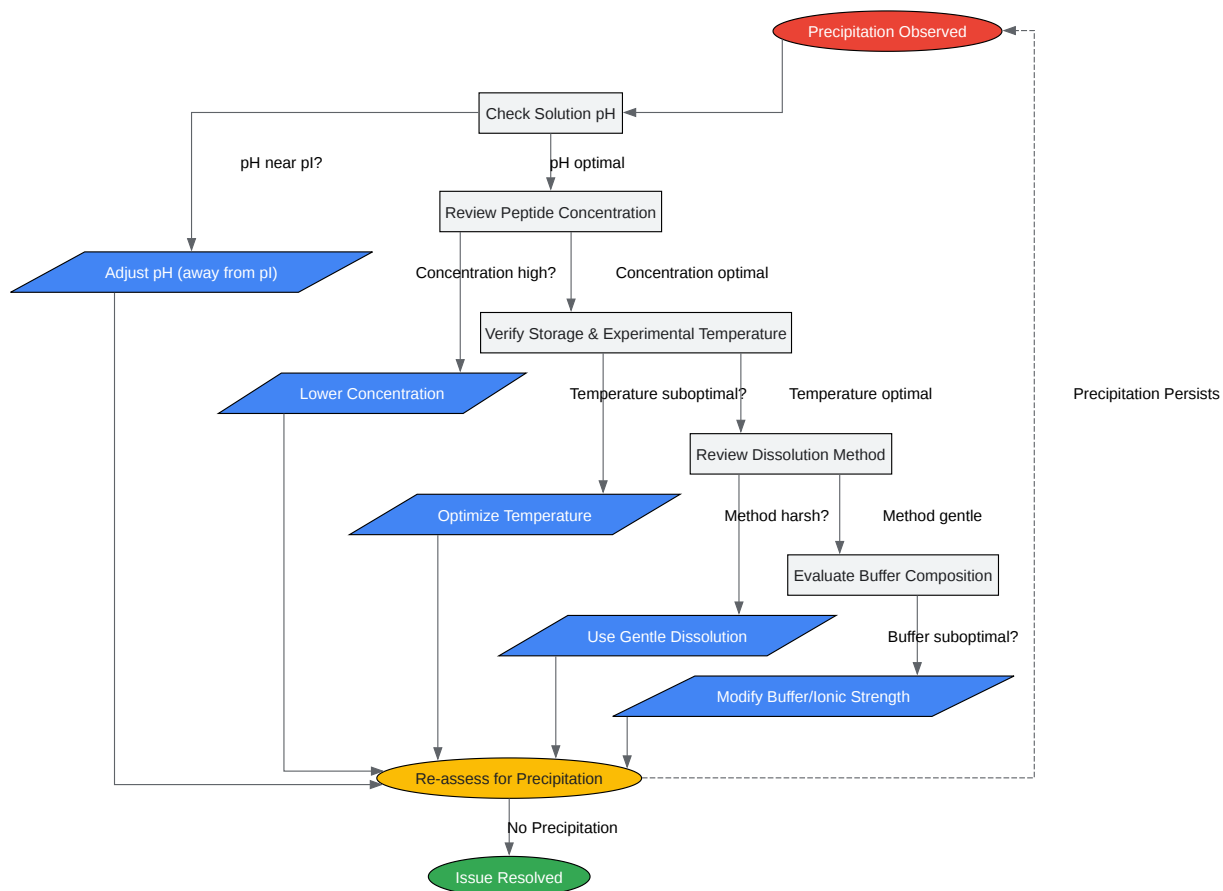 Precipitation Observed
Check Solution pH
pH near pI?
pH optimal
Review Peptide Concentration
Adjust pH (away from pI)
Concentration high?
Concentration optimal
Verify Storage & Experimental Temperature
Lower Concentration
Temperature suboptimal?
Temperature optimal
Precipitation Persists
Review Dissolution Method
Optimize Temperature
Method harsh?
Method gentle
Evaluate Buffer Composition
Use Gentle Dissolution
Buffer suboptimal?
Modify Buffer/Ionic Strength
Re-assess for Precipitation
No Precipitation
Issue Resolved